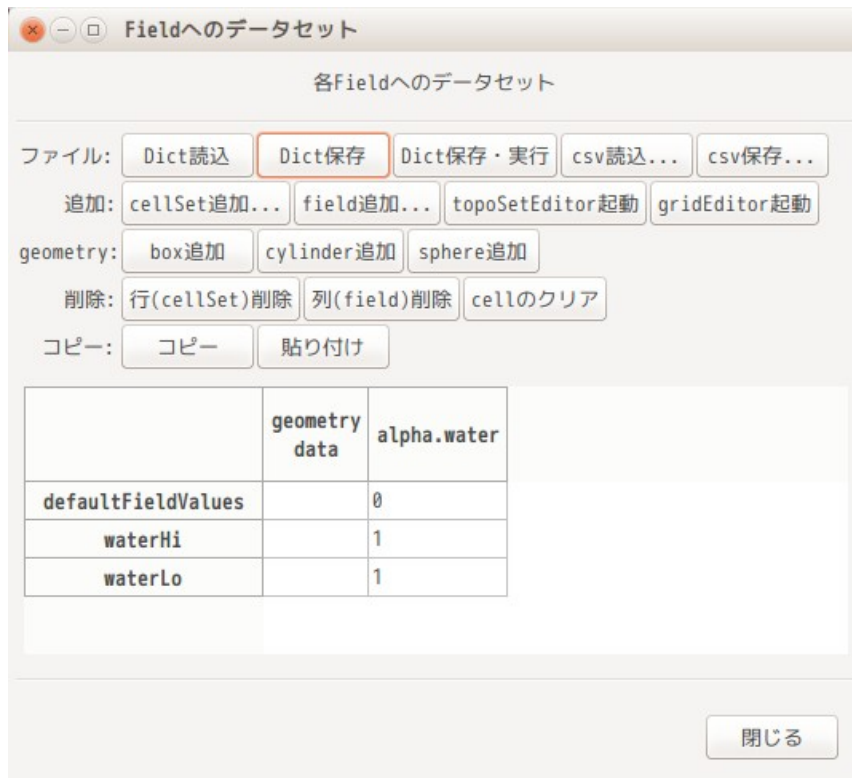 Fieldへのデータセット
各Fieldへのデータセット
ファイル: Dict読込 Dict保存 Dict保存・実行 csv読込... csv保存...
追加: cellSet追加... field追加... topoSetEditor起動 gridEditor起動
geometry: box追加 cylinder追加 sphere追加
削除: 行(cellSet)削除 列(field)削除 cellのクリア
コピー: コピー 貼り付け
geometry
data alpha.water
defaultFieldValues 0
waterHi 1
waterLo 1
閉じる